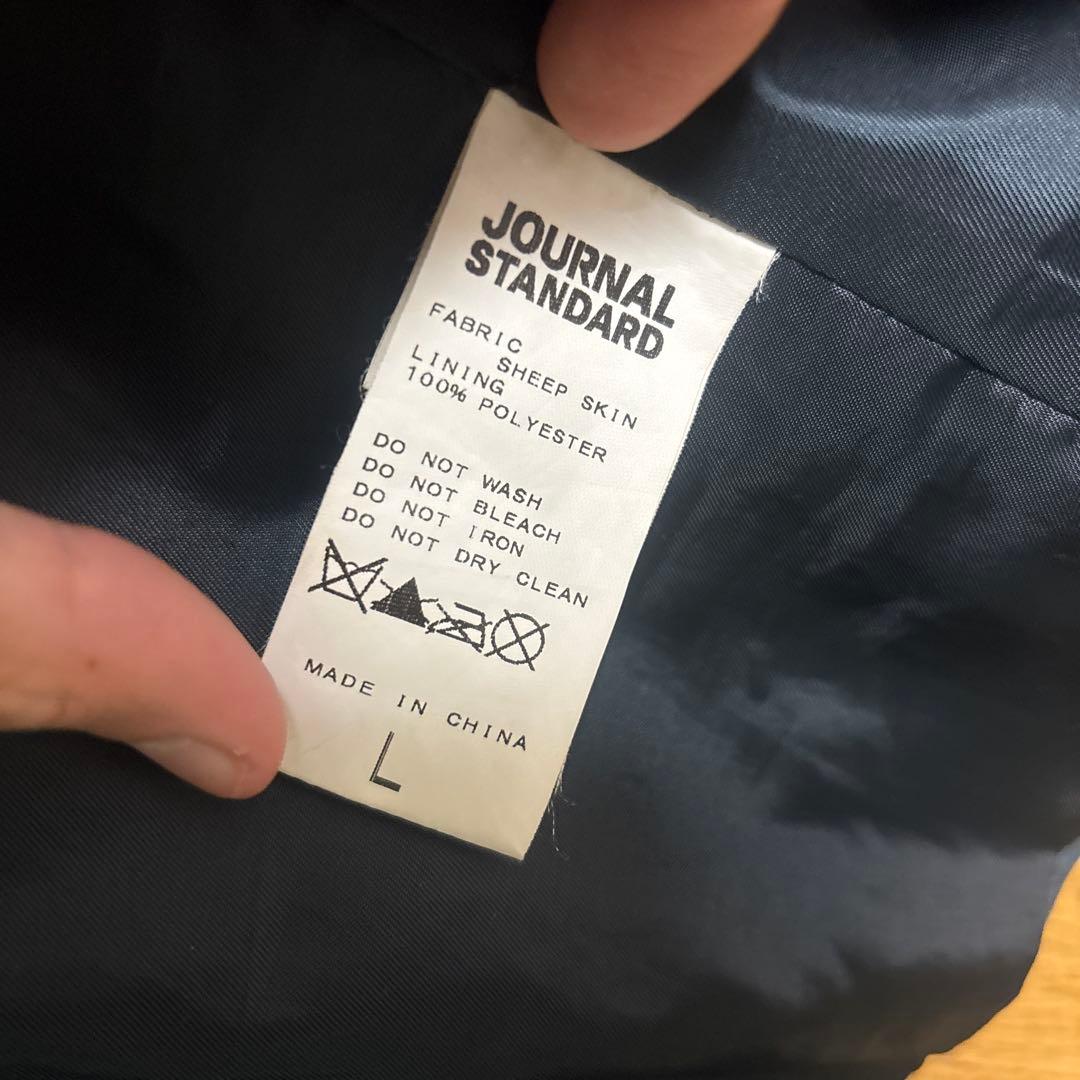 JOURNAL
STANDARD
FABRIC
SHEEP SKIN
LINING
100% POLYESTER
DO NOT WASH
DO NOT BLEACH
DO NOT IRON
DO NOT DRY CLEAN
MADE IN CHINA
L